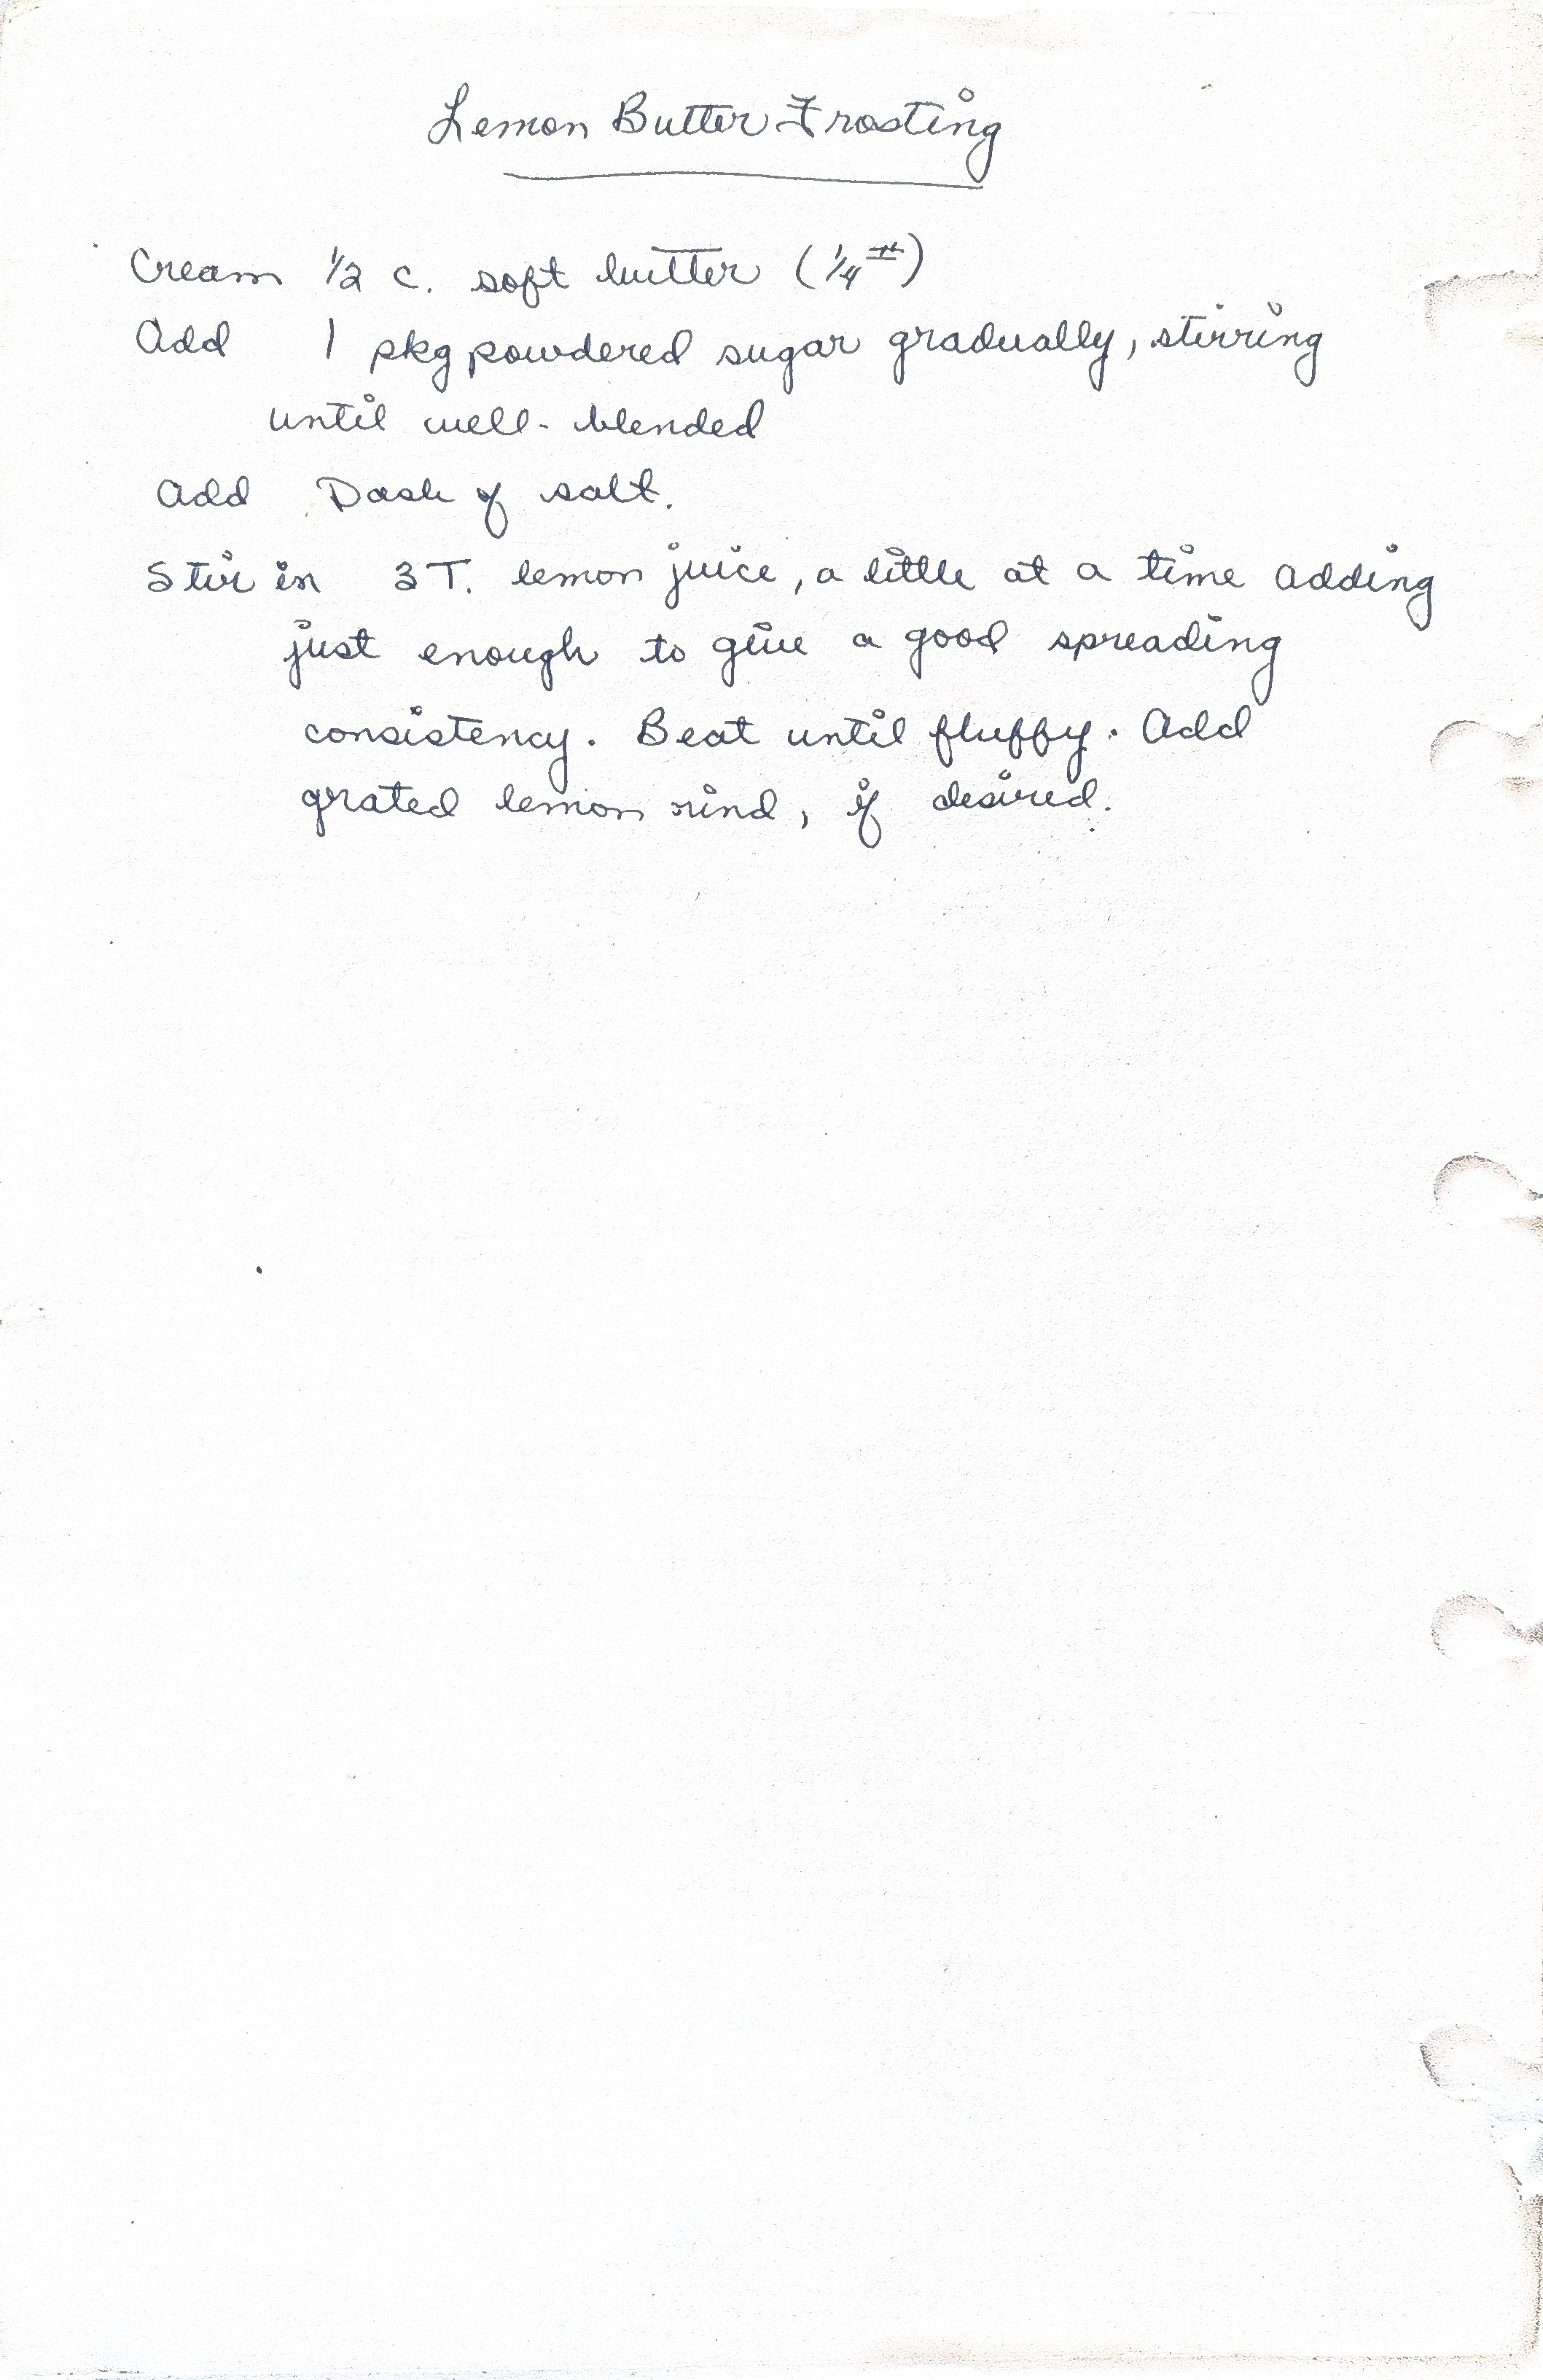 Lemon Butter Frosting
Cream 1/2 c. soft butter (1/4 #)
Add 1 pkg powdered sugar gradually, stirring
until well-blended
Add Dash of salt.
Stir in 3 T. lemon juice, a little at a time adding
just enough to give a good spreading
consistency. Beat until fluffy. Add
grated lemon rind, if desired.